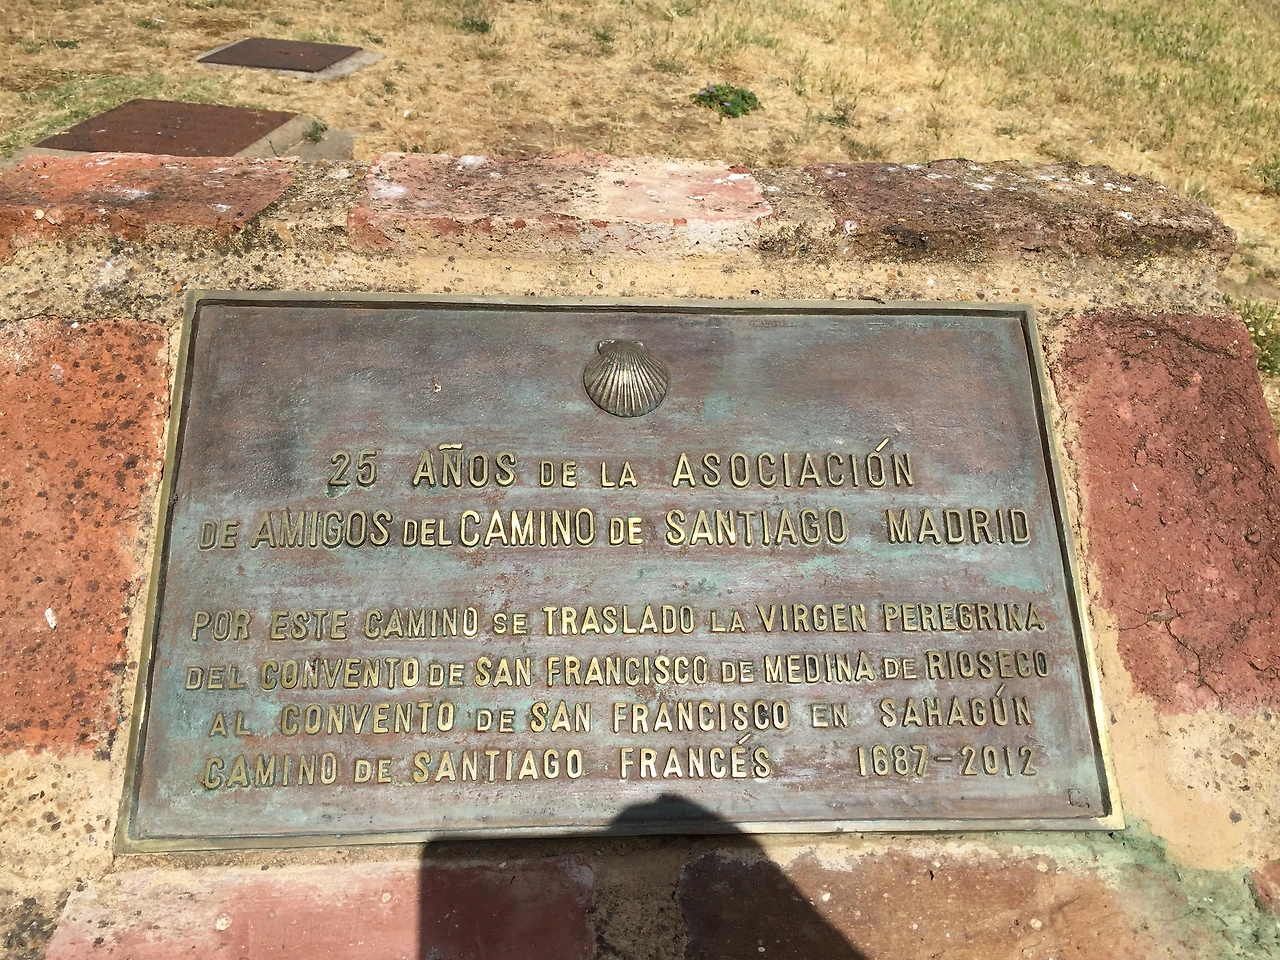 25 AÑOS DE LA ASOCIACIÓN
DE AMIGOS DEL CAMINO DE SANTIAGO MADRID
POR ESTE CAMINO SE TRASLADO LA VIRGEN PEREGRINA
DEL CONVENTO DE SAN FRANCISCO DE MEDINA DE RIOSECO
AL CONVENTO DE SAN FRANCISCO EN SAHAGÚN
CAMINO DE SANTIAGO FRANCÉS 1687-2012